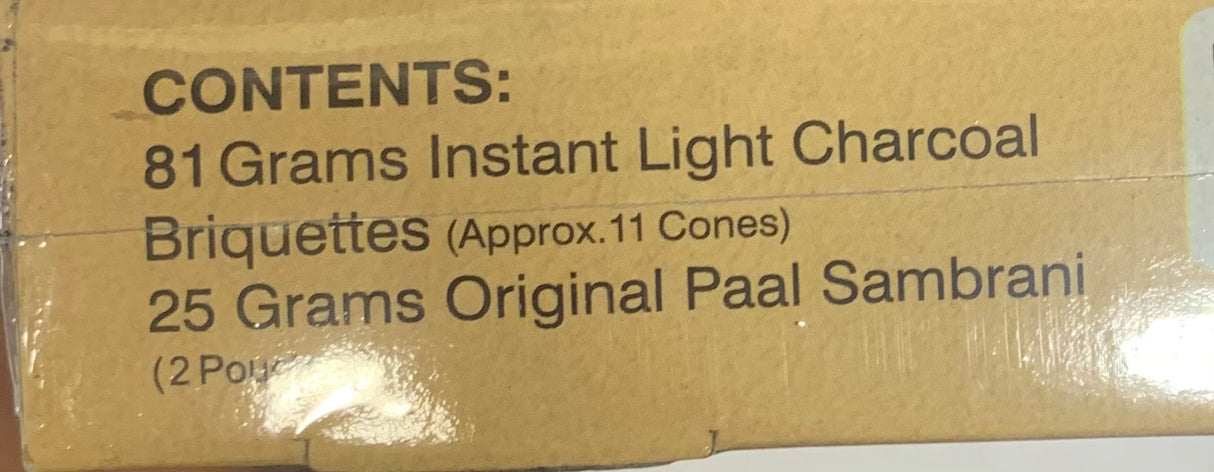 CONTENTS:
81 Grams Instant Light Charcoal
Briquettes (Approx.11 Cones)
25 Grams Original Paal Sambrani
(2